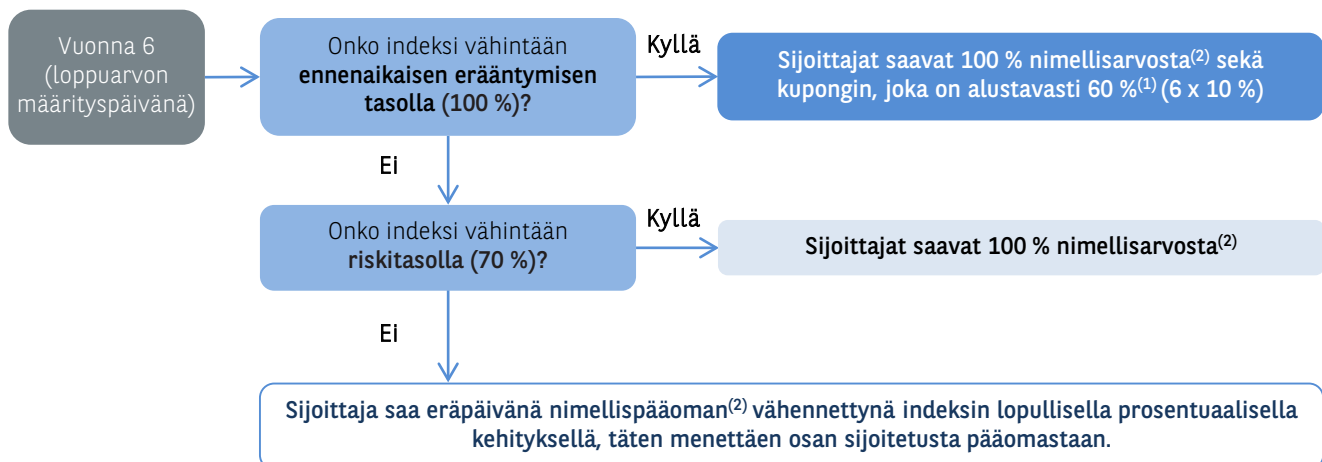 Vuonna 6
(loppuarvon
määrityspäivänä)
Onko indeksi vähintään
ennenaikaisen erääntymisen
tasolla (100 %)?
Kyllä
Sijoittajat saavat 100 % nimellisarvosta(2) sekä
kupongin, joka on alustavasti 60 %(1) (6 x 10 %)
Ei
Onko indeksi vähintään
riskitasolla (70 %)?
Kyllä
Sijoittajat saavat 100 % nimellisarvosta(2)
Ei
Sijoittaja saa eräpäivänä nimellispääoman(2) vähennettynä indeksin lopullisella prosentuaalisella
kehityksellä, täten menettäen osan sijoitetusta pääomastaan.